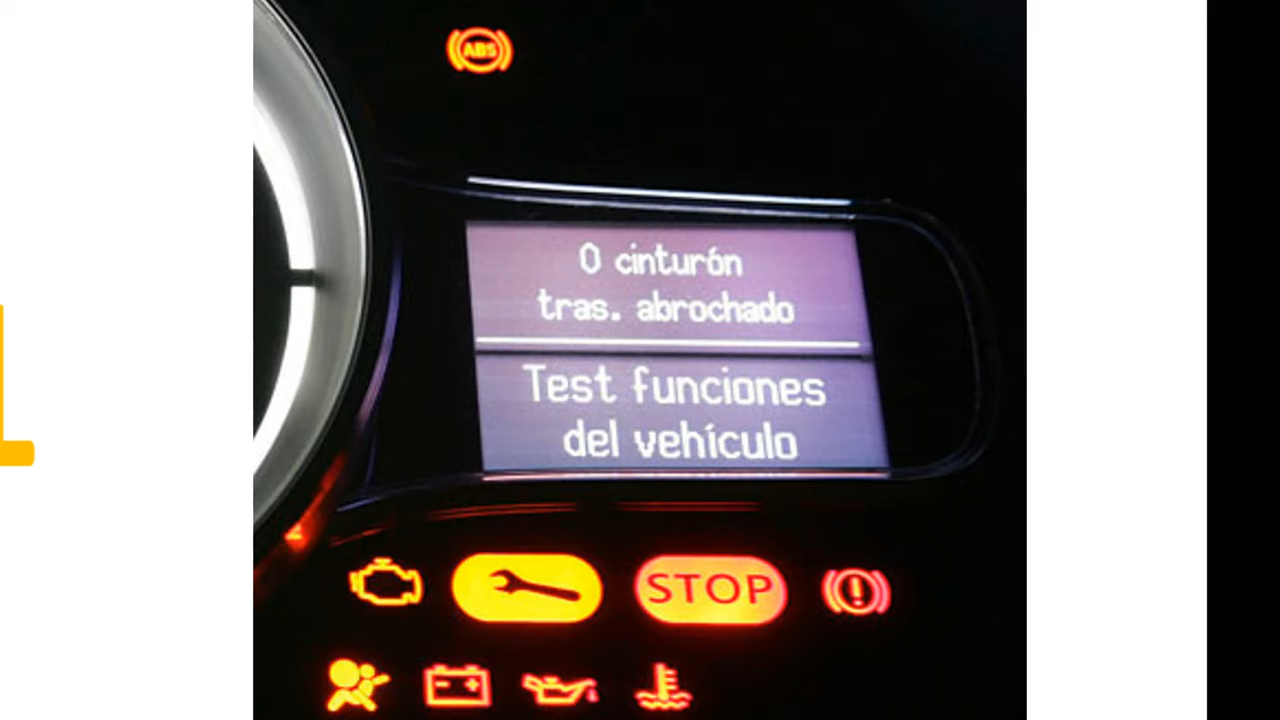 ABS
0 cinturón
tras. abrochado
Test funciones
del vehículo
STOP